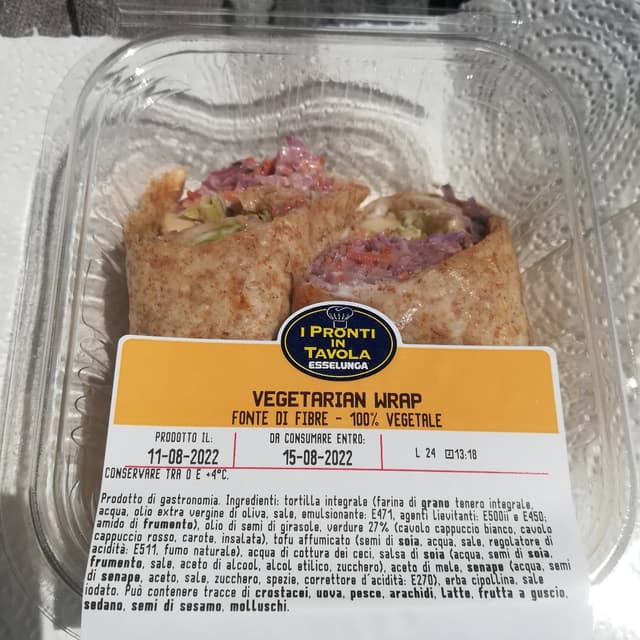 I PRONTI
IN
TAVOLA
ESSELUNGA
VEGETARIAN WRAP
FONTE DI FIBRE - 100% VEGETALE
PRODOTTO IL: DA CONSUMARE ENTRO:
11-08-2022 15-08-2022 L 24 13:18
CONSERVARE TRA 0 E +4°C.
Prodotto di gastronomia. Ingredienti: tortilla integrale (farina di grano tenero integrale,
acqua, olio extra vergine di oliva, sale, emulsionante: E471, agenti lievitanti: E500ii e E450;
amido di frumento), olio di semi di girasole, verdure 27% (cavolo cappuccio bianco, cavolo
cappuccio rosso, carote, insalata), tofu affumicato (semi di soia, acqua, sale, regolatore di
acidità: E511, fumo naturale), acqua di cottura dei ceci, salsa di soia (acqua, semi di soia,
frumento, sale, aceto di alcool, alcol etilico, zucchero), aceto di mele, senape (acqua, semi
di senape, aceto, sale, zucchero, spezie, correttore d'acidità: E270), erba cipollina, sale
iodato. Può contenere tracce di crostacei, uova, pesce, arachidi, latte, frutta a guscio,
sedano, semi di sesamo, molluschi.